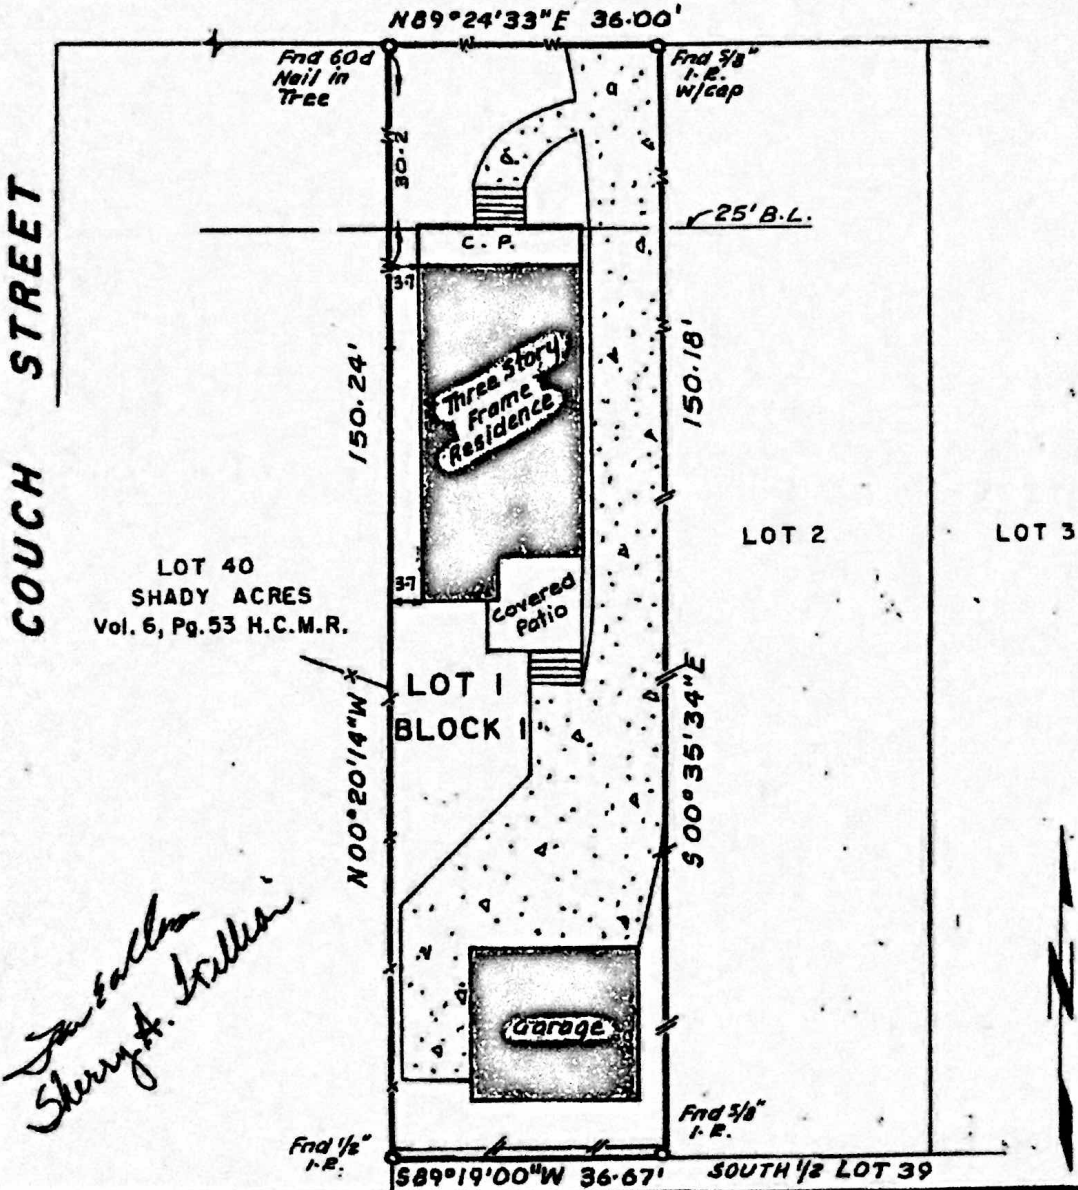 N89°24'33"E 36.00'
Fnd 60d
Nail in
Tree
Fnd 5/8"
I.R.
w/cap
30.2
25' B.L.
C. P.
3.7
COUCH STREET
Three Story
Frame
Residence
150.24'
150.18'
LOT 2
LOT 3
LOT 40
SHADY ACRES
Vol. 6, Pg. 53 H.C.M.R.
3.7
Covered
Patio
LOT 1
BLOCK 1
N00°20'14"W
S00°35'34"E
Sherry A.
Garage
N
Fnd 1/2"
I.R.
Fnd 5/8"
I.R.
S89°19'00"W 36.67'
SOUTH 1/2 LOT 39